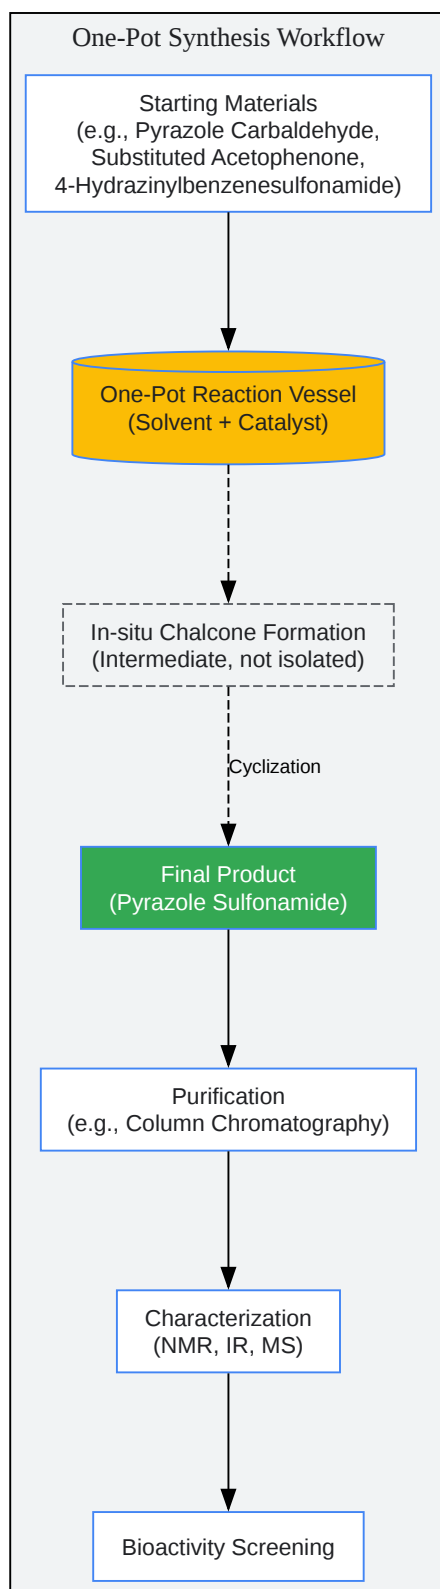 One-Pot Synthesis Workflow
Starting Materials
(e.g., Pyrazole Carbaldehyde,
Substituted Acetophenone,
4-Hydrazinylbenzenesulfonamide)
One-Pot Reaction Vessel
(Solvent + Catalyst)
In-situ Chalcone Formation
(Intermediate, not isolated)
Cyclization
Final Product
(Pyrazole Sulfonamide)
Purification
(e.g., Column Chromatography)
Characterization
(NMR, IR, MS)
Bioactivity Screening